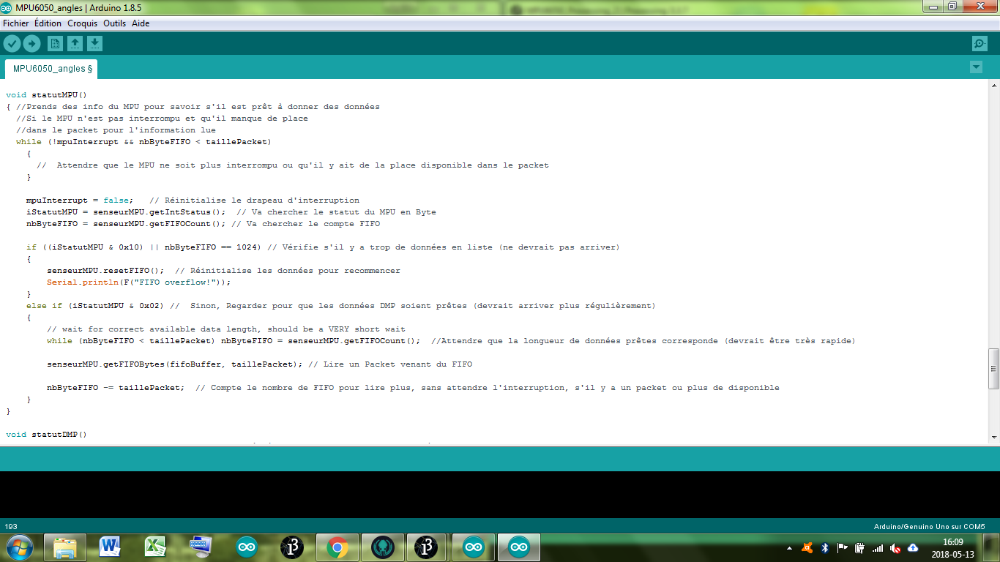 MPU6050_angles | Arduino 1.8.5
Fichier Édition Croquis Outils Aide
MPU6050_angles §
void statutMPU()
{ //Prends des info du MPU pour savoir s'il est prêt à donner des données
//Si le MPU n'est pas interrompu et qu'il manque de place
//dans le packet pour l'information lue
while (!mpuInterrupt && nbByteFIFO < taillePacket)
{
// Attendre que le MPU ne soit plus interrompu ou qu'il y ait de la place disponible dans le packet
}
mpuInterrupt = false; // Réinitialise le drapeau d'interruption
iStatutMPU = senseurMPU.getIntStatus(); // Va chercher le statut du MPU en Byte
nbByteFIFO = senseurMPU.getFIFOCount(); // Va chercher le compte FIFO
if ((iStatutMPU & 0x10) || nbByteFIFO == 1024) // Vérifie s'il y a trop de données en liste (ne devrait pas arriver)
{
senseurMPU.resetFIFO(); // Réinitialise les données pour recommencer
Serial.println(F("FIFO overflow!"));
}
else if (iStatutMPU & 0x02) // Sinon, Regarder pour que les données DMP soient prêtes (devrait arriver plus régulièrement)
{
// wait for correct available data length, should be a VERY short wait
while (nbByteFIFO < taillePacket) nbByteFIFO = senseurMPU.getFIFOCount(); //Attendre que la longueur de données prêtes corresponde (devrait être très rapide)
senseurMPU.getFIFOBytes(fifoBuffer, taillePacket); // Lire un Packet venant du FIFO
nbByteFIFO -= taillePacket; // Compte le nombre de FIFO pour lire plus, sans attendre l'interruption, s'il y a un packet ou plus de disponible
}
}
void statutDMP()
193
Arduino/Genuino Uno sur COM5
16:09
2018-05-13